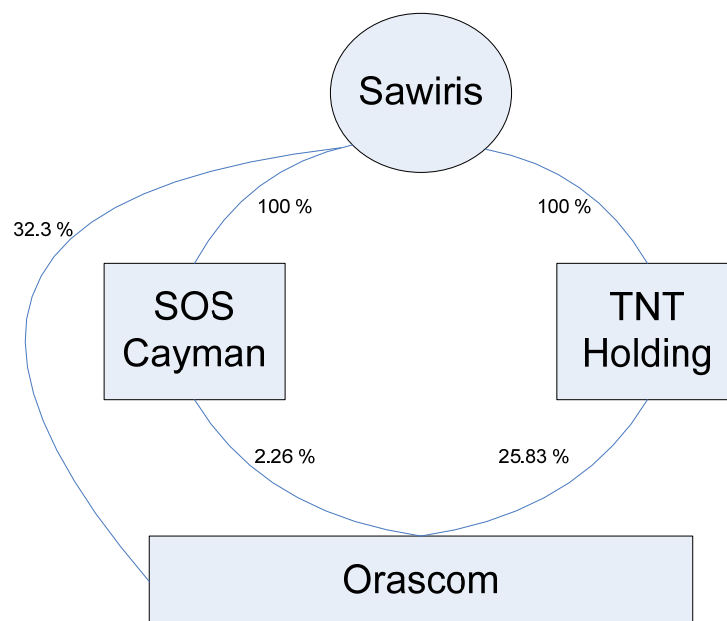 Sawiris
32.3 %
100 %
100 %
SOS
Cayman
TNT
Holding
2.26 %
25.83 %
Orascom